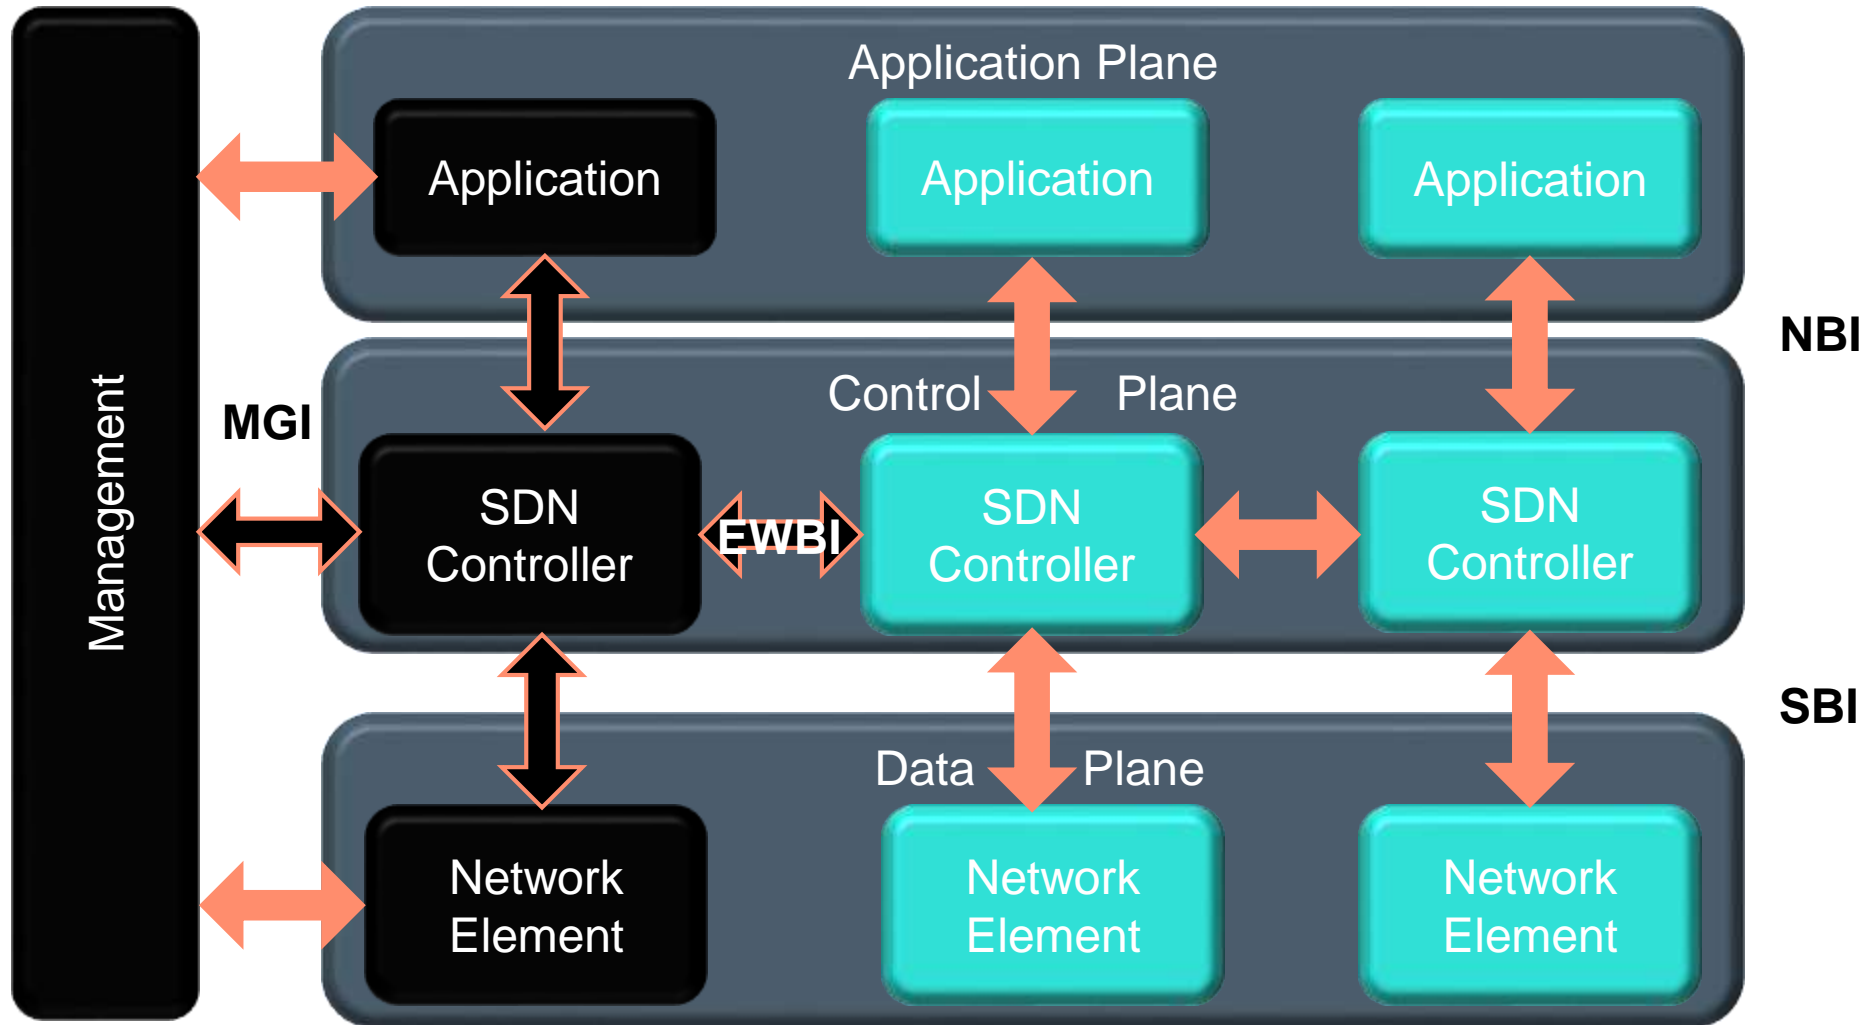 Application Plane
Application
Application
Application
NBI
Management
MGI
Control Plane
SDN
Controller
EWBI
SDN
Controller
SDN
Controller
SBI
Data Plane
Network
Element
Network
Element
Network
Element